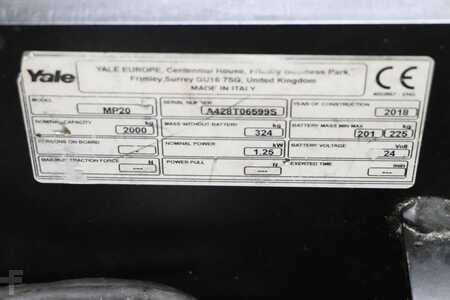 Yale
YALE EUROPE, Centennial House, Frimley Business Park,
Frimley, Surrey GU16 7SG, United Kingdom
MADE IN ITALY
CE
MODEL MP20
SERIAL NUMBER A428T06599S
YEAR OF CONSTRUCTION 2018
NOMINAL CAPACITY kg 2000
MASS WITHOUT BATTERY kg 324
BATTERY MASS MIN MAX kg 201 225
PERSONS ON BOARD ---
NOMINAL POWER kW 1.25
BATTERY VOLTAGE Volt 24
MAXIMUM TRACTION FORCE N ---
POWER PULL N ---
EXERTED TIME min ---
F